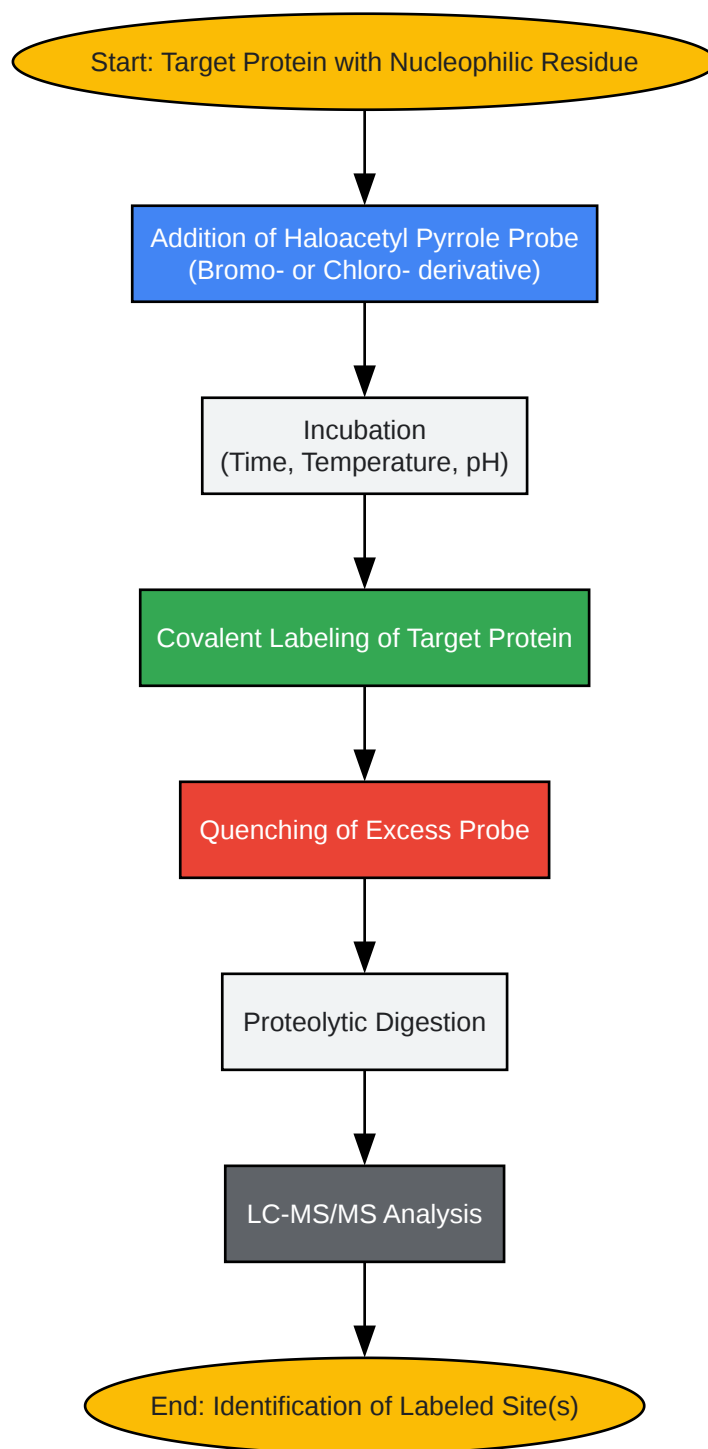 Start: Target Protein with Nucleophilic Residue
Addition of Haloacetyl Pyrrole Probe
(Bromo- or Chloro- derivative)
Incubation
(Time, Temperature, pH)
Covalent Labeling of Target Protein
Quenching of Excess Probe
Proteolytic Digestion
LC-MS/MS Analysis
End: Identification of Labeled Site(s)